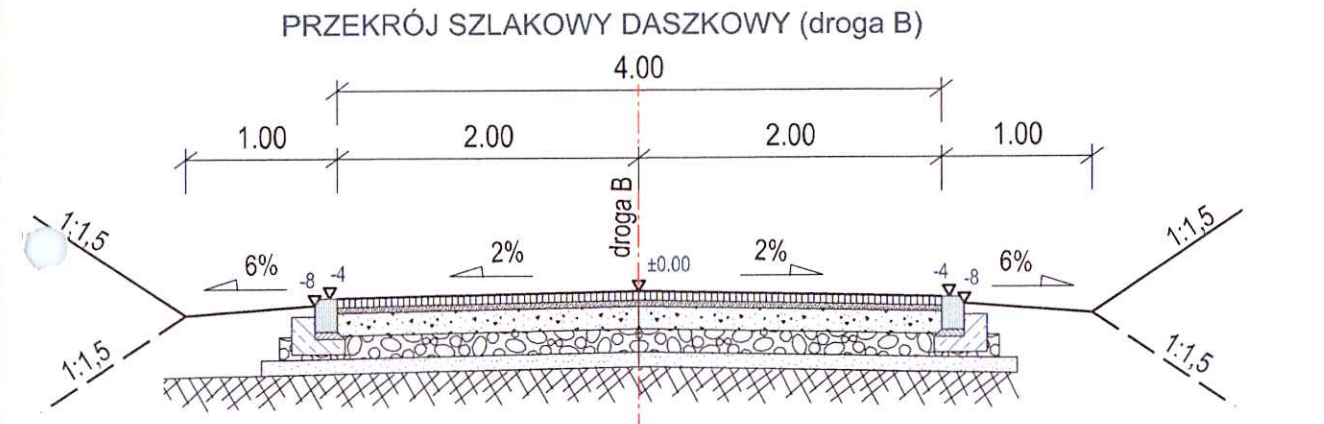 PRZEKRÓJ SZLAKOWY DASZKOWY (droga B)
4.00
1.00 2.00 2.00 1.00
droga B
1:1,5 1:1,5
6% 2% ±0.00 2% 6%
-8 -4 -4 -8
1:1,5 1:1,5